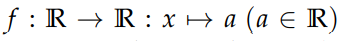 f : ℝ → ℝ : x ↦ a (a ∈ ℝ)